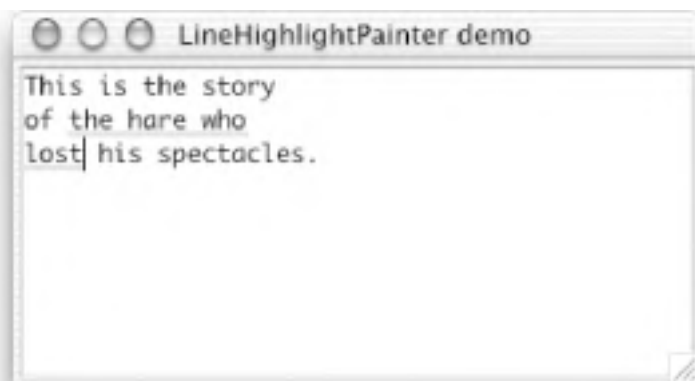 LineHighlightPainter demo
This is the story
of the hare who
lost his spectacles.